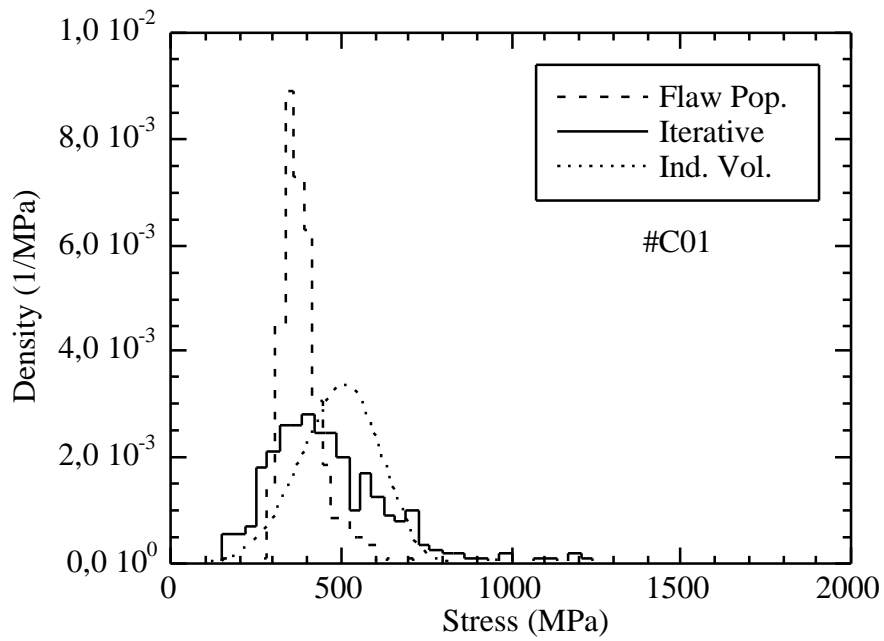 1,0 10⁻²
8,0 10⁻³
6,0 10⁻³
4,0 10⁻³
2,0 10⁻³
0,0 10⁰
Density (1/MPa)
Flaw Pop.
Iterative
Ind. Vol.
#C01
0 500 1000 1500 2000
Stress (MPa)